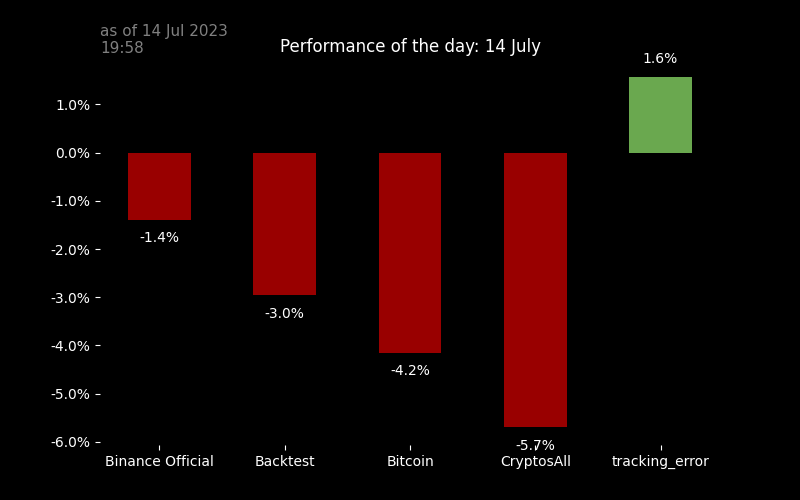 as of 14 Jul 2023
19:58
Performance of the day: 14 July
1.6%
1.0%
0.0%
-1.0%
-1.4%
-2.0%
-3.0%
-3.0%
-4.0%
-4.2%
-5.0%
-6.0%
-5.7%
Binance Official
Backtest
Bitcoin
CryptosAll
tracking_error